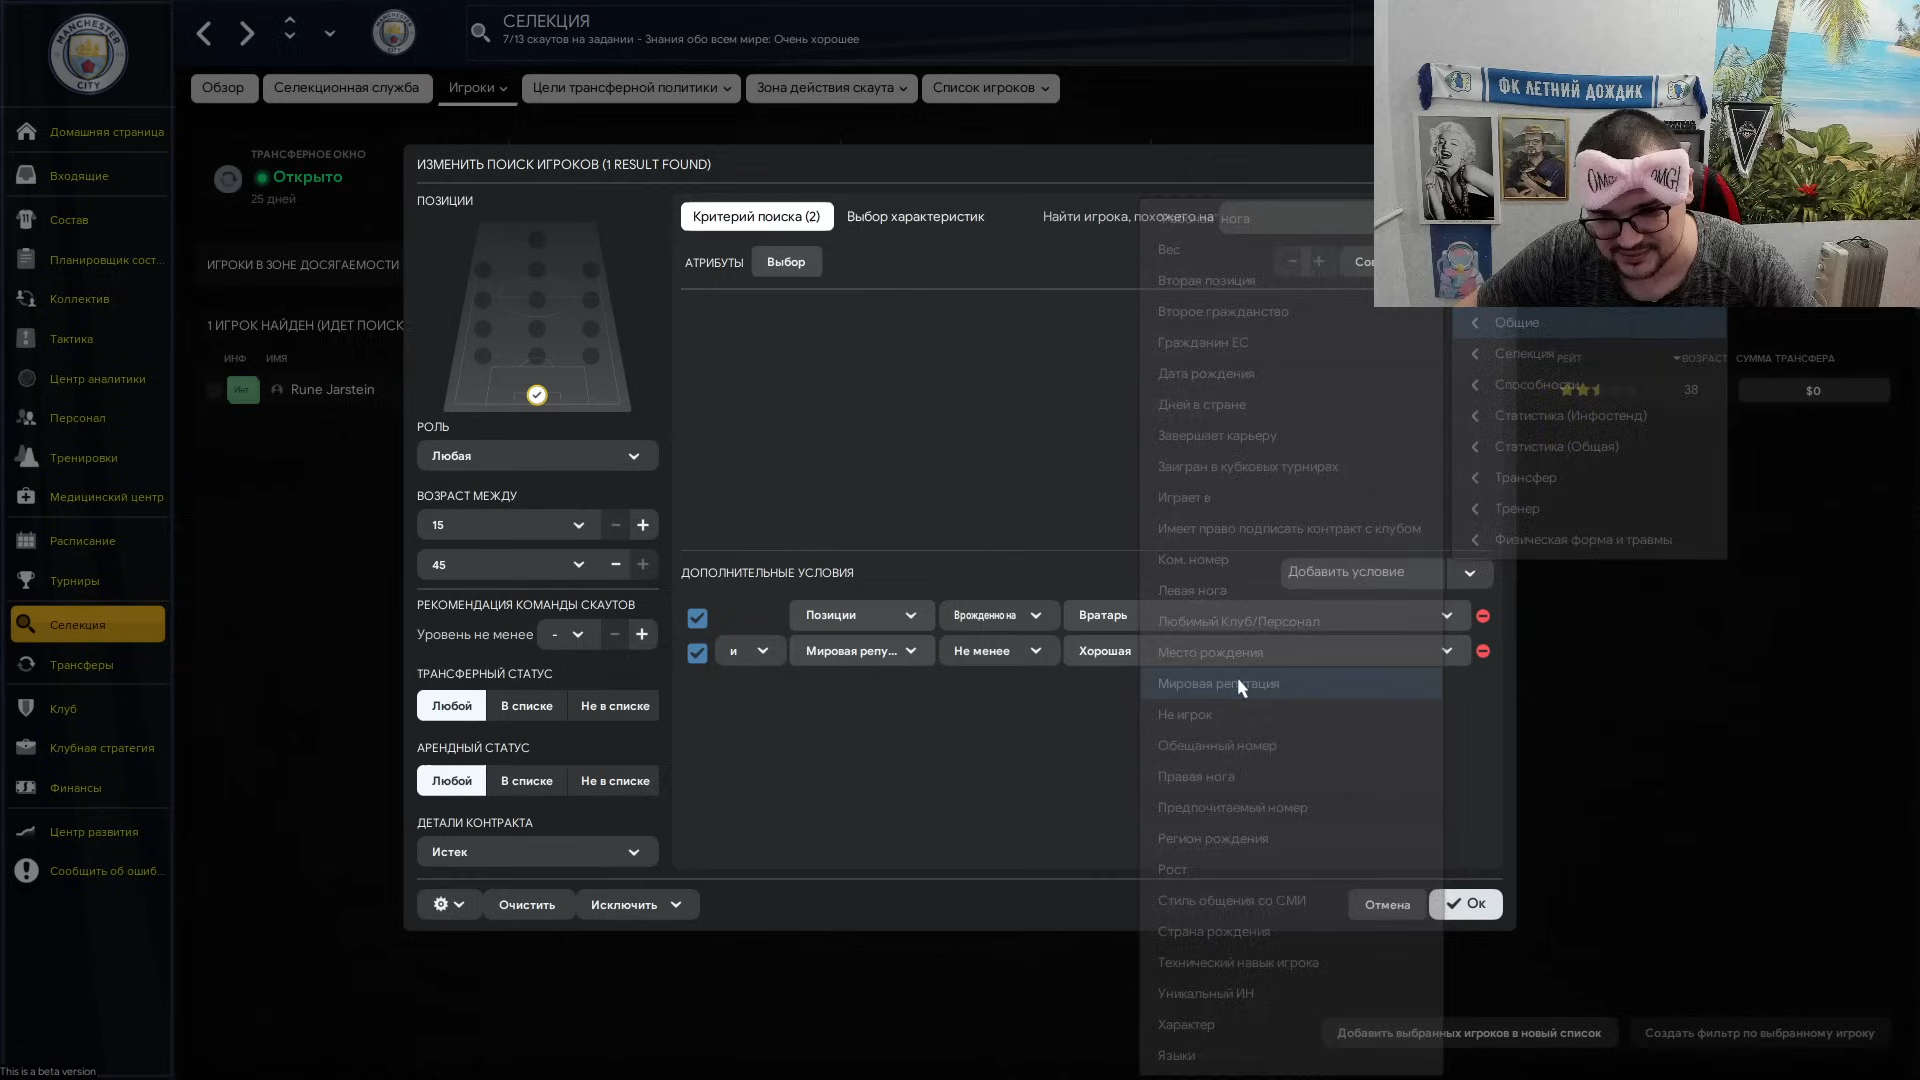 MANCHESTER
CITY
СЕЛЕКЦИЯ
7/13 скаутов на задании - Знания обо всем мире: Очень хорошее
Обзор
Селекционная служба
Игроки
Цели трансферной политики
Зона действия скаута
Список игроков
Домашняя страница
Входящие
Состав
Планировщик сост...
Коллектив
Тактика
Центр аналитики
Персонал
Тренировки
Медицинский центр
Расписание
Турниры
Селекция
Трансферы
Клуб
Клубная стратегия
Финансы
Центр развития
Сообщить об ошиб...
This is a beta version
ТРАНСФЕРНОЕ ОКНО
Открыто
25 дней
ИГРОКИ В ЗОНЕ ДОСЯГАЕМОСТИ
1 ИГРОК НАЙДЕН (ИДЕТ ПОИСК
ИНФ
ИМЯ
Инт
Rune Jarstein
ИЗМЕНИТЬ ПОИСК ИГРОКОВ (1 RESULT FOUND)
ПОЗИЦИИ
РОЛЬ
Любая
ВОЗРАСТ МЕЖДУ
15
45
РЕКОМЕНДАЦИЯ КОМАНДЫ СКАУТОВ
Уровень не менее
-
ТРАНСФЕРНЫЙ СТАТУС
Любой
В списке
Не в списке
АРЕНДНЫЙ СТАТУС
Любой
В списке
Не в списке
ДЕТАЛИ КОНТРАКТА
Истек
Очистить
Исключить
Критерий поиска (2)
Выбор характеристик
Найти игрока, похожего на
АТРИБУТЫ
Выбор
нога
Вес
Вторая позиция
Второе гражданство
Гражданин ЕС
Дата рождения
Дней в стране
Завершает карьеру
Заигран в кубковых турнирах
Играет в
Имеет право подписать контракт с клубом
Ком. номер
Левая нога
Любимый Клуб/Персонал
Место рождения
Мировая репутация
Не игрок
Обещанный номер
Правая нога
Предпочитаемый номер
Регион рождения
Рост
Стиль общения со СМИ
Страна рождения
Технический навык игрока
Уникальный ИН
Характер
Языки
ДОПОЛНИТЕЛЬНЫЕ УСЛОВИЯ
Добавить условие
Позиции
Врожденно на
Вратарь
и
Мировая репу...
Не менее
Хорошая
Отмена
Ок
Общие
Селекция
Способности
Статистика (Инфостенд)
Статистика (Общая)
Трансфер
Тренер
Физическая форма и травмы
РЕЙТ
ВОЗРАСТ
СУММА ТРАНСФЕРА
38
$0
Добавить выбранных игроков в новый список
Создать фильтр по выбранному игроку
ФК ЛЕТНИЙ ДОЖДИК
OMG!